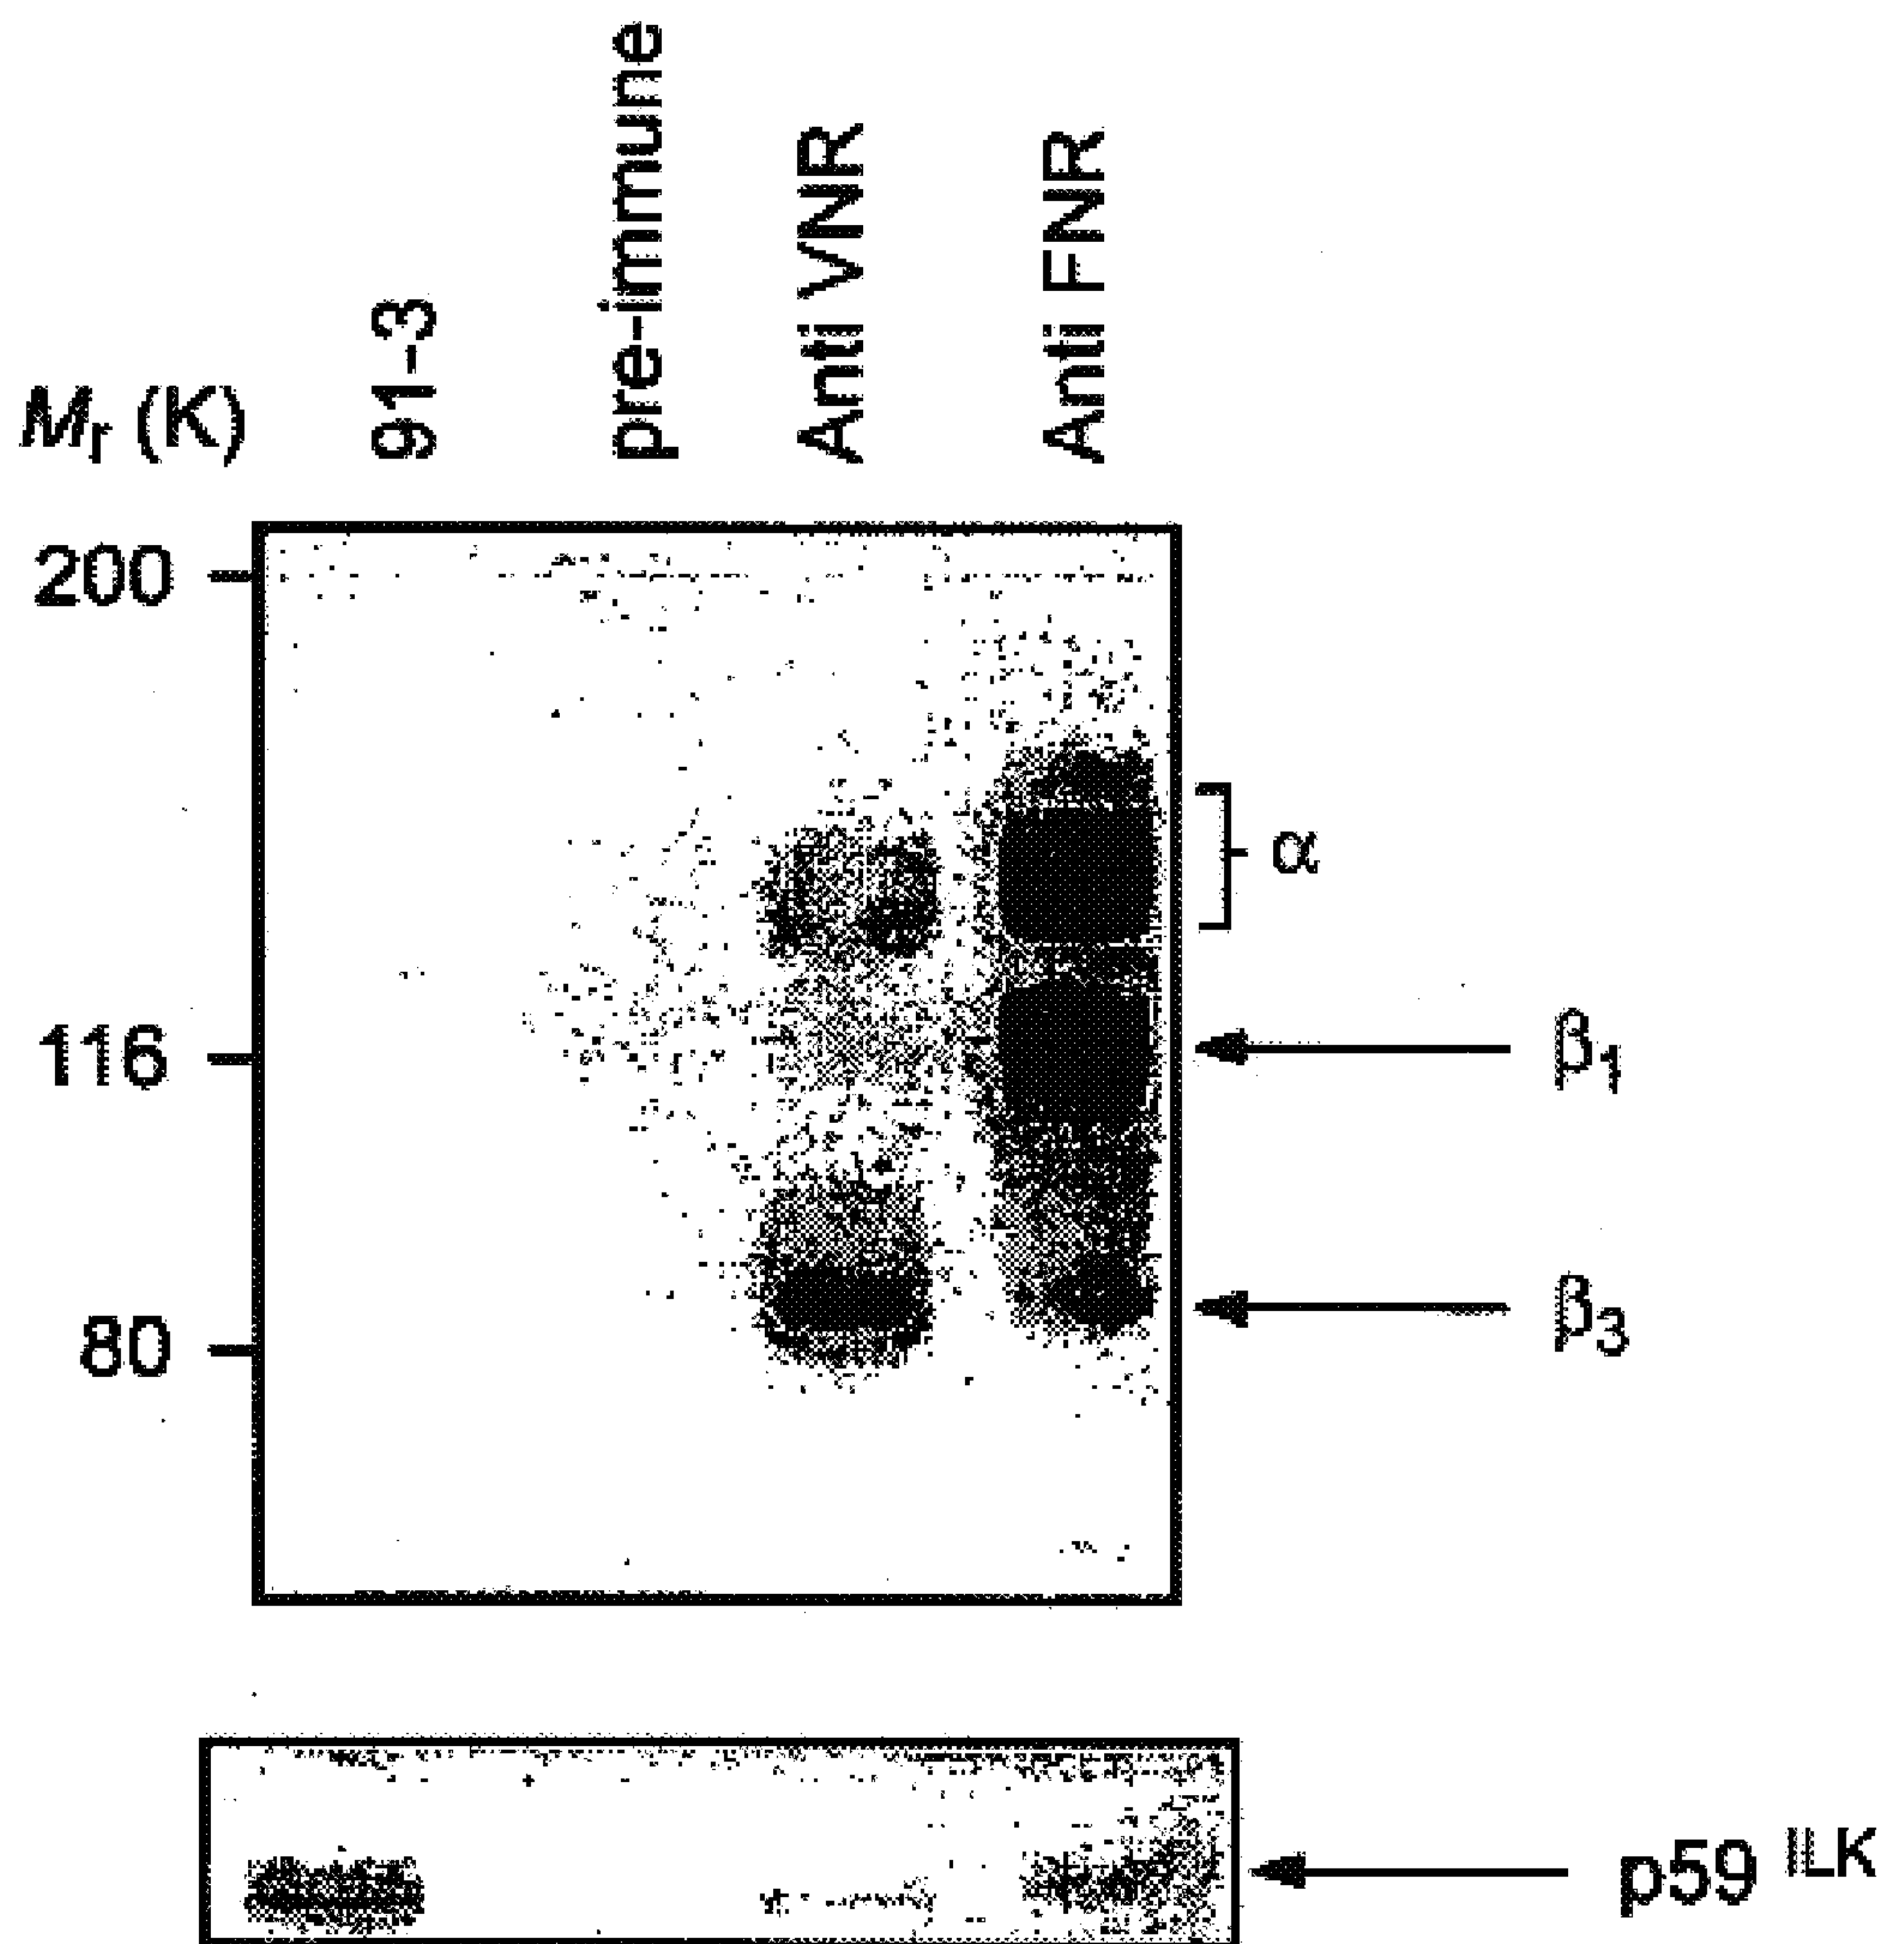 Mr (K)
91-3
pre-immune
Anti VNR
Anti FNR
200
116
80
α
β1
β3
p59 ILK